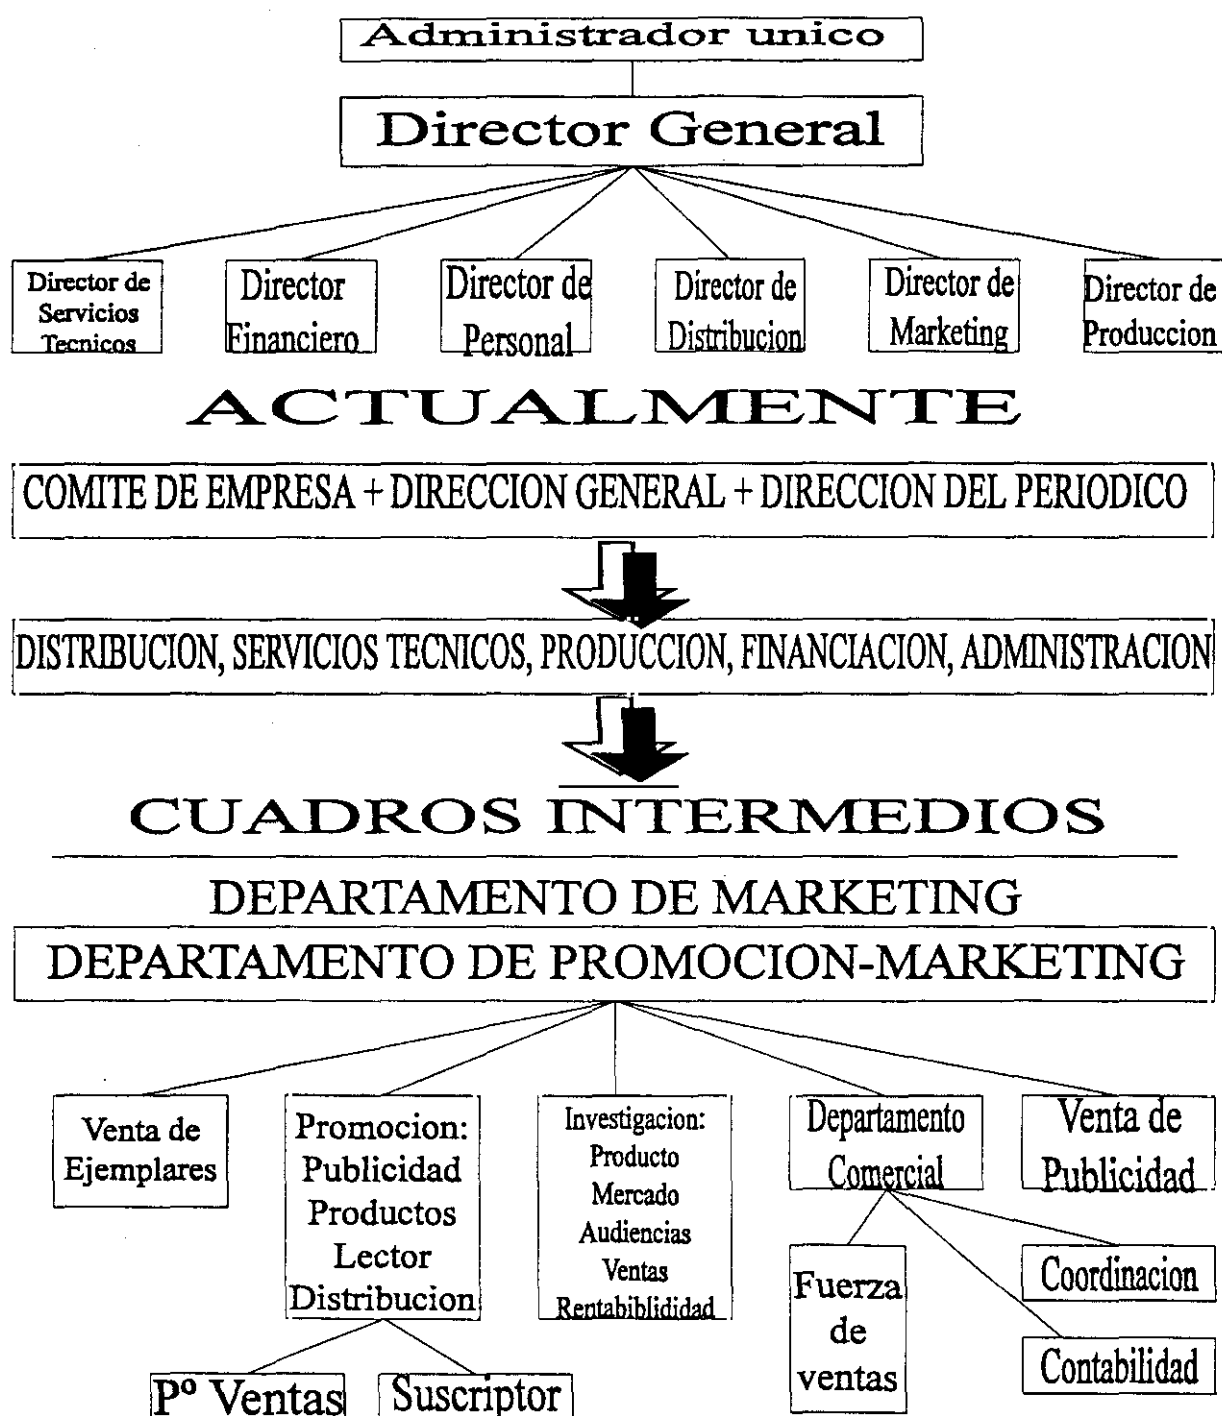 Administrador unico
Director General
Director de
Servicios
Tecnicos
Director
Financiero
Director de
Personal
Director de
Distribucion
Director de
Marketing
Director de
Produccion
ACTUALMENTE
COMITE DE EMPRESA + DIRECCION GENERAL + DIRECCION DEL PERIODICO
DISTRIBUCION, SERVICIOS TECNICOS, PRODUCCION, FINANCIACION, ADMINISTRACION
CUADROS INTERMEDIOS
DEPARTAMENTO DE MARKETING
DEPARTAMENTO DE PROMOCION-MARKETING
Venta de
Ejemplares
Promocion:
Publicidad
Productos
Lector
Distribucion
Investigacion:
Producto
Mercado
Audiencias
Ventas
Rentabiblididad
Departamento
Comercial
Venta de
Publicidad
Fuerza
de
ventas
Coordinacion
Contabilidad
Pº Ventas
Suscriptor